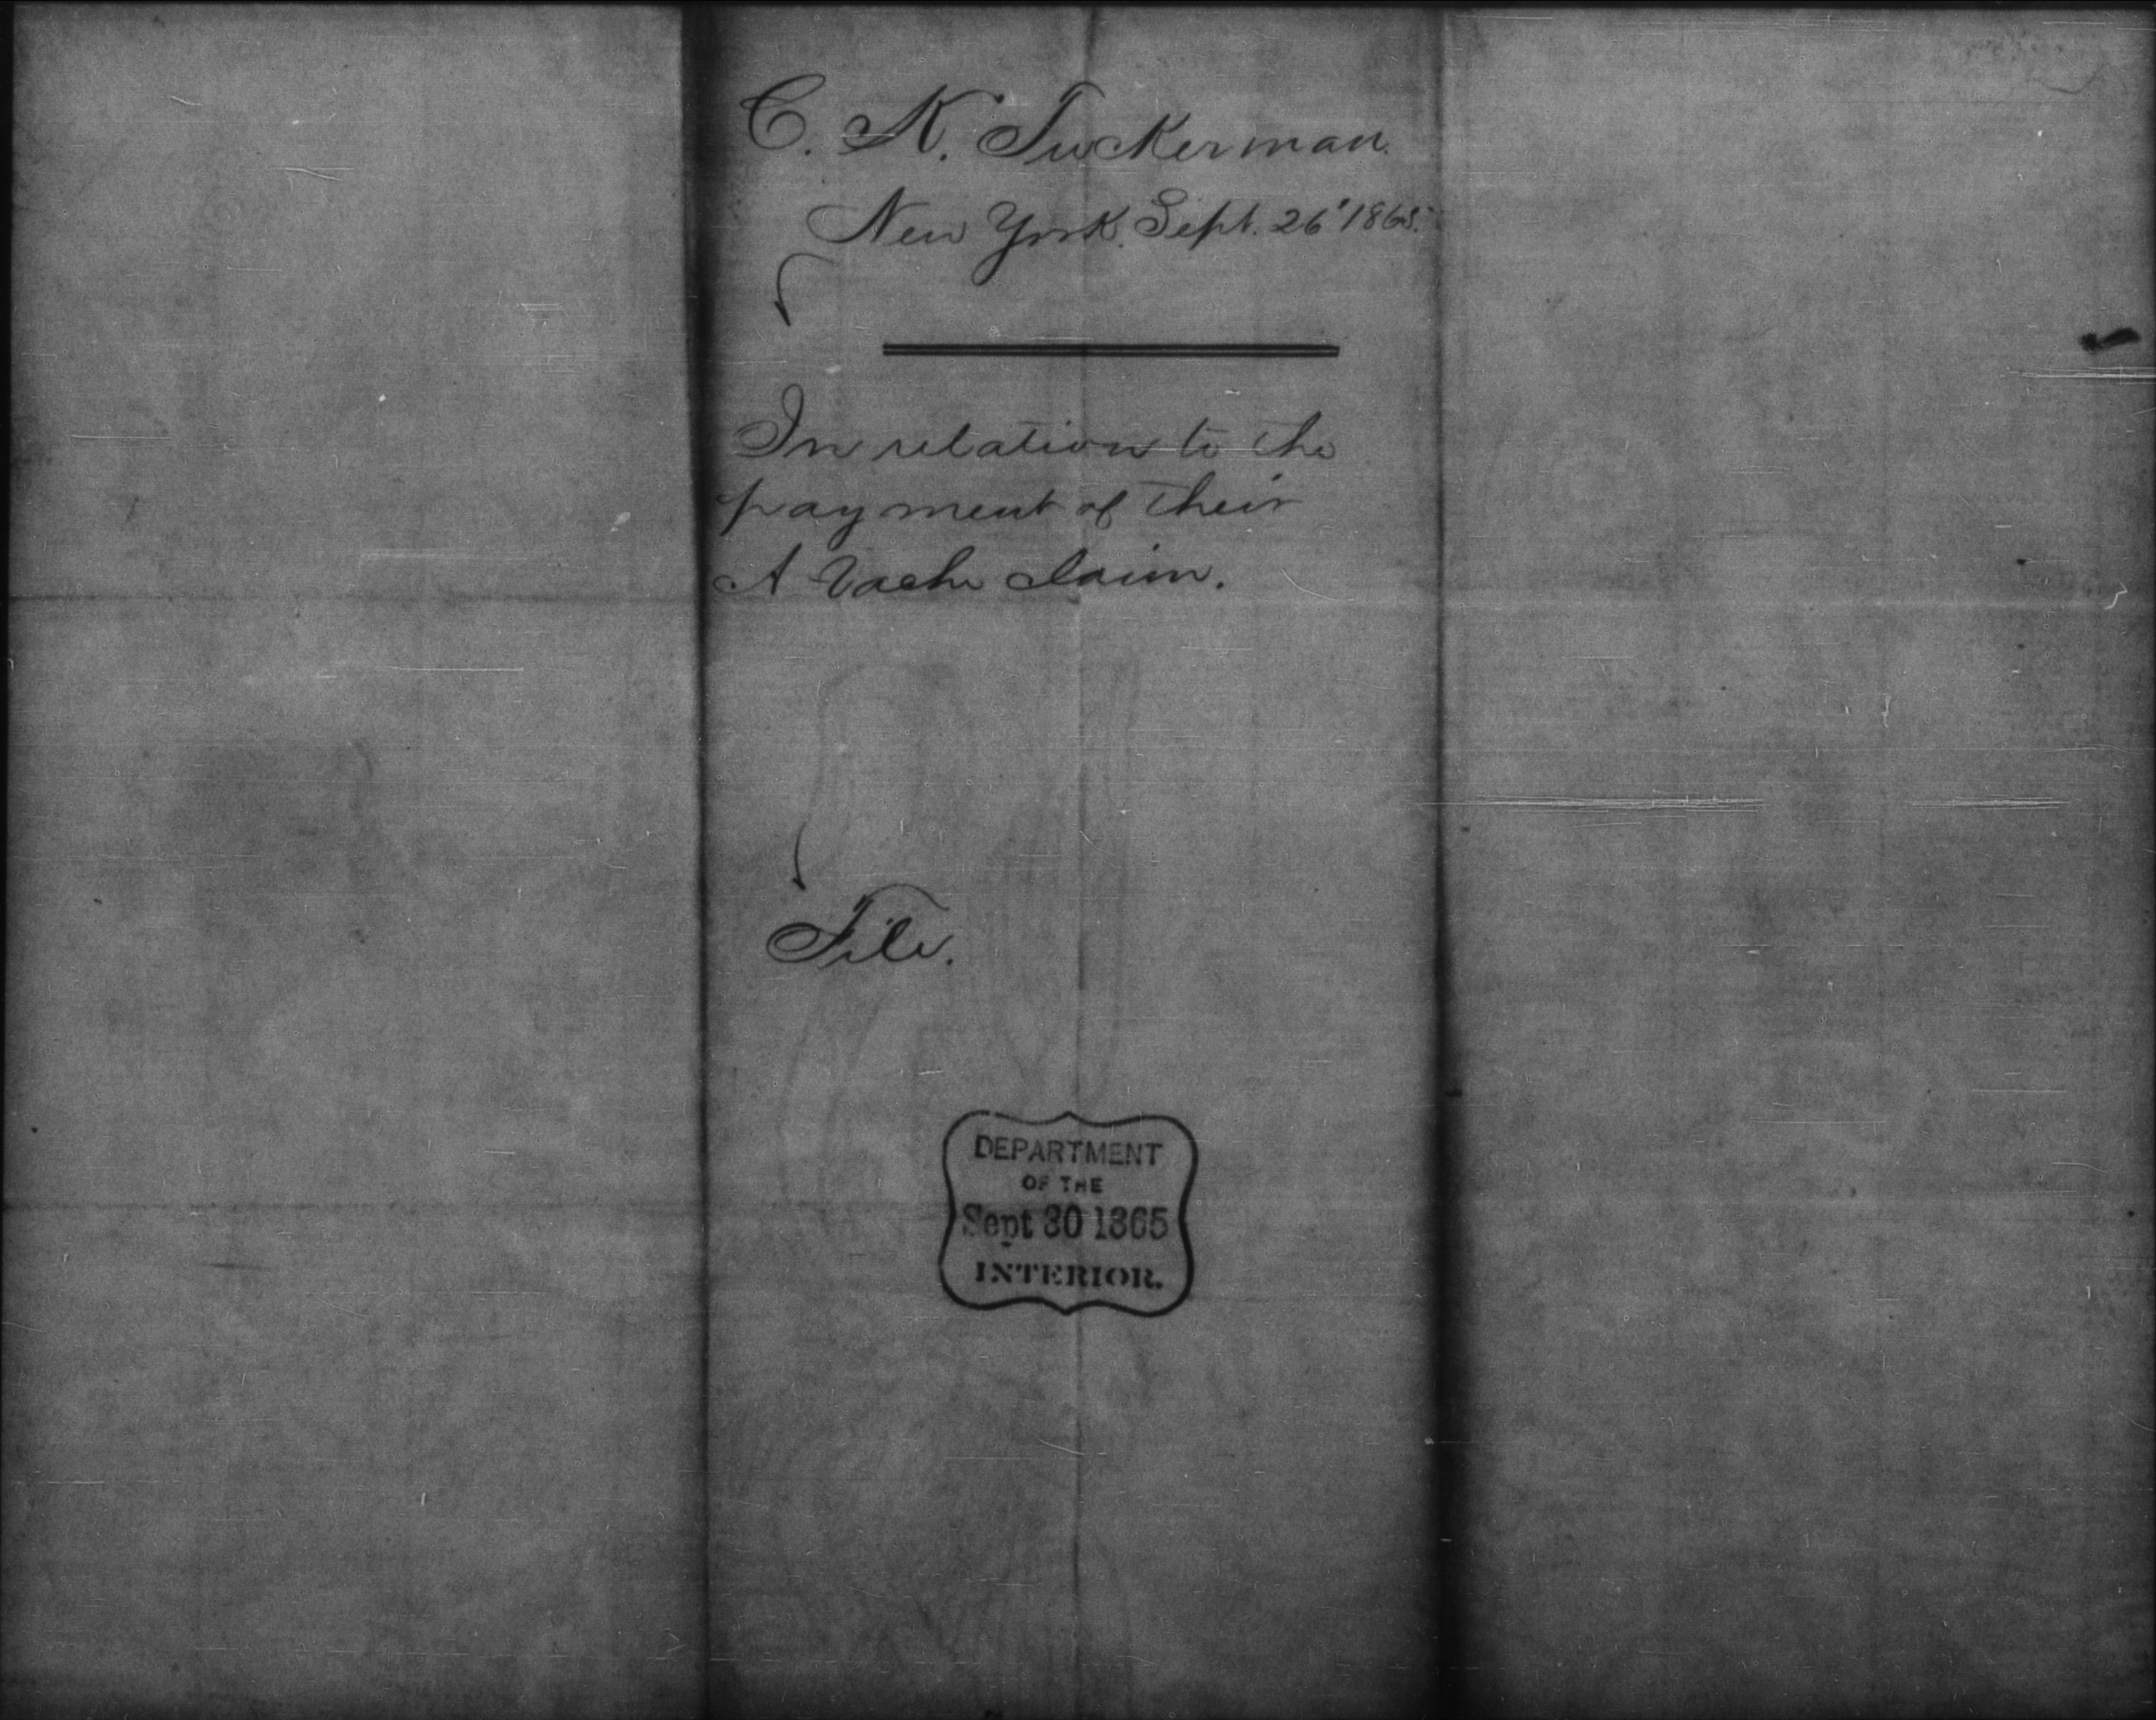 C. K. Tuckerman.
New York. Sept. 26" 1865.
In relation to the
payment of their
A Vache claim.
File.
DEPARTMENT
OF THE
Sept 30 1865
INTERIOR.